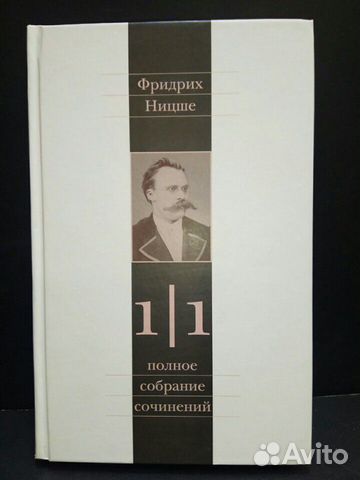 Фридрих
Ницше
1|1
полное
собрание
сочинений
Avito